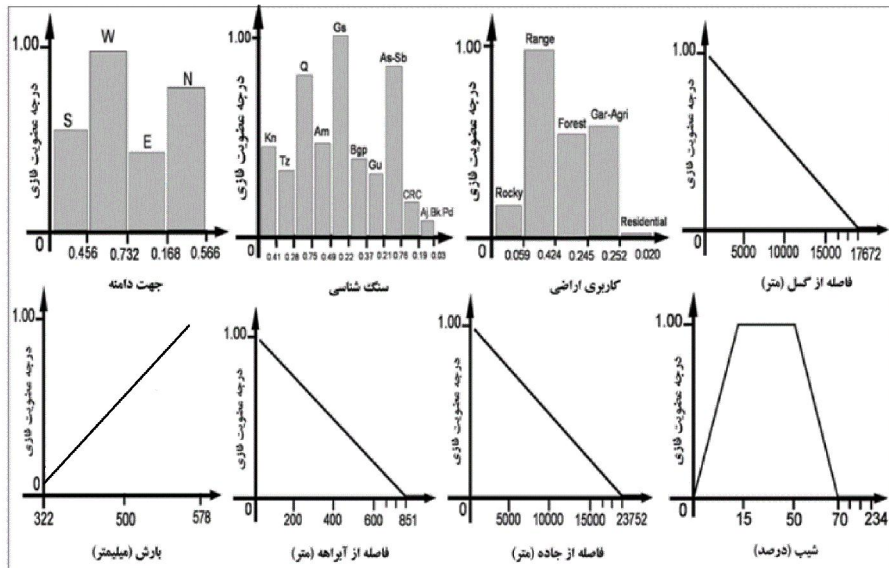 1.00
درجه عضویت فازی
S
W
E
N
0
0.456 0.732 0.168 0.566
جهت دامنه
1.00
درجه عضویت فازی
Kn
Tz
Q
Am
Gs
Bgp
Gu
As-Sb
CRC
Aj.Bk.Pd
0
0.41 0.28 0.75 0.49 0.22 0.37 0.21 0.76 0.19 0.03
سنگ شناسی
1.00
درجه عضویت فازی
Rocky
Range
Forest
Gar-Agri
Residential
0
0.059 0.424 0.245 0.252 0.020
کاربری اراضی
1.00
درجه عضویت فازی
0
5000 10000 15000 17672
فاصله از گسل (متر)
1.00
درجه عضویت فازی
0
322 500 578
بارش (میلیمتر)
1.00
درجه عضویت فازی
0
200 400 600 851
فاصله از آبراهه (متر)
1.00
درجه عضویت فازی
0
5000 10000 15000 23752
فاصله از جاده (متر)
1.00
درجه عضویت فازی
0
15 50 70 234
شیب (درصد)